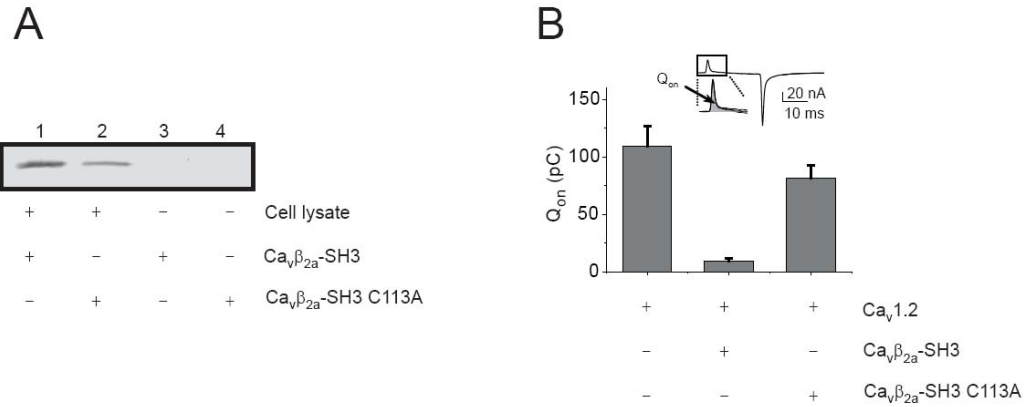 A
1 2 3 4
+ + – – Cell lysate
+ – + – Cavβ2a-SH3
– + – + Cavβ2a-SH3 C113A
B
Qon
20 nA
10 ms
150
100
50
0
Qon (pC)
+ + + Cav1.2
– + – Cavβ2a-SH3
– – + Cavβ2a-SH3 C113A